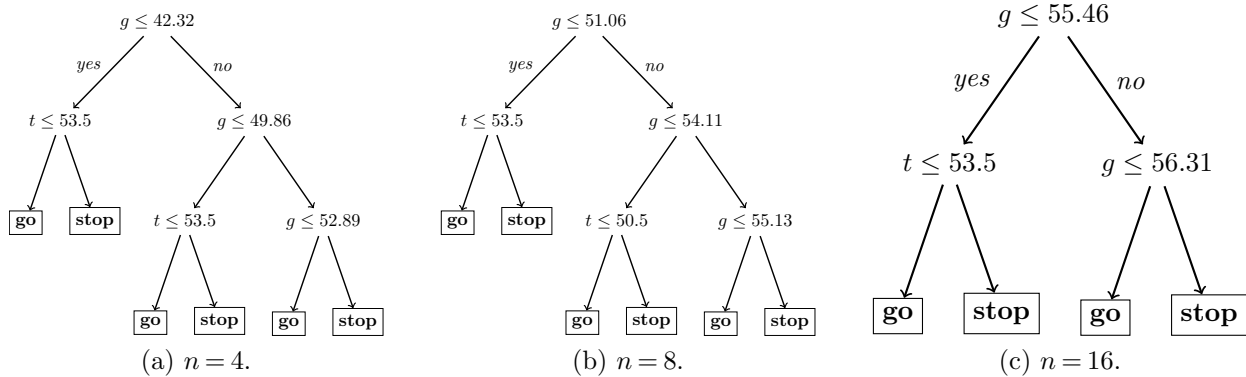 g ≤ 42.32
yes
no
t ≤ 53.5
g ≤ 49.86
go
stop
t ≤ 53.5
g ≤ 52.89
go
stop
go
stop
(a) n = 4.
g ≤ 51.06
yes
no
t ≤ 53.5
g ≤ 54.11
go
stop
t ≤ 50.5
g ≤ 55.13
go
stop
go
stop
(b) n = 8.
g ≤ 55.46
yes
no
t ≤ 53.5
g ≤ 56.31
go
stop
go
stop
(c) n = 16.